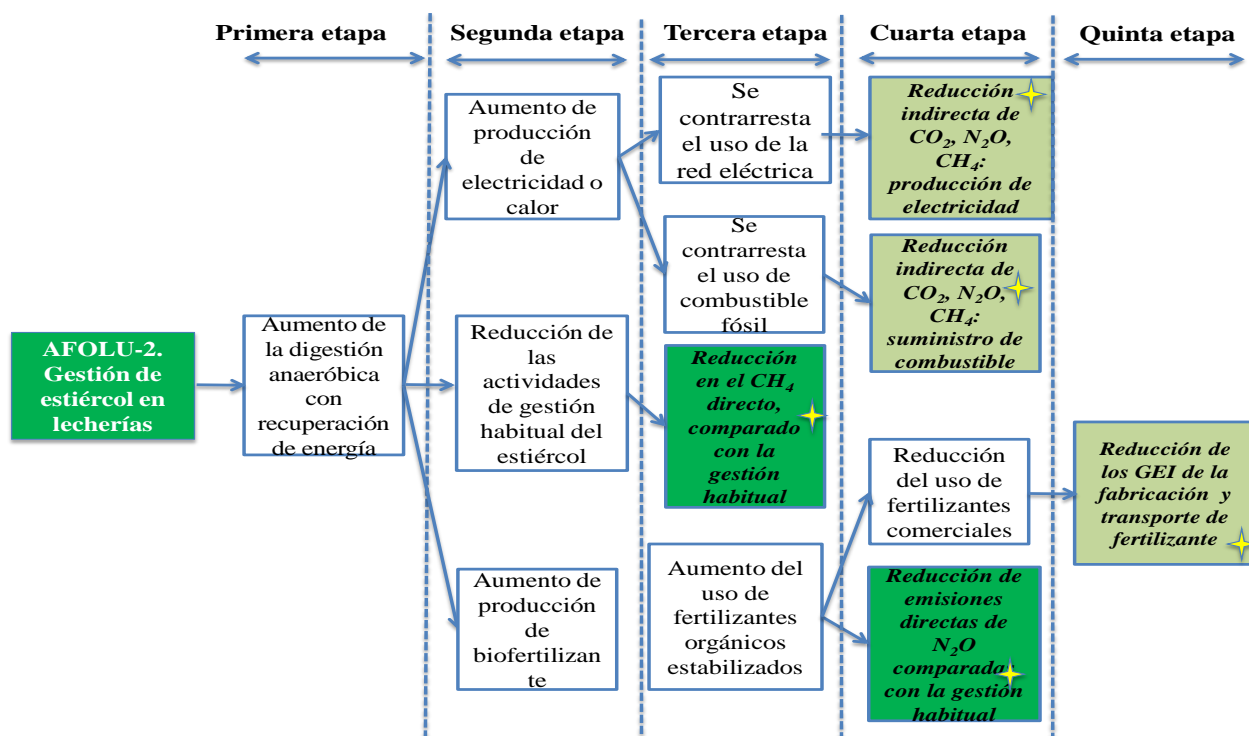 Primera etapa
Segunda etapa
Tercera etapa
Cuarta etapa
Quinta etapa
AFOLU-2.
Gestión de
estiércol en
lecherías
Aumento de
la digestión
anaeróbica
con
recuperación
de energía
Aumento de
producción
de
electricidad o
calor
Reducción de
las
actividades
de gestión
habitual del
estiércol
Aumento de
producción
de
biofertilizan
te
Se
contrarresta
el uso de la
red eléctrica
Se
contrarresta
el uso de
combustible
fósil
Reducción
en el CH4
directo,
comparado
con la
gestión
habitual
Aumento del
uso de
fertilizantes
orgánicos
estabilizados
Reducción
indirecta de
CO2, N2O,
CH4:
producción de
electricidad
Reducción
indirecta de
CO2, N2O,
CH4:
suministro de
combustible
Reducción
del uso de
fertilizantes
comerciales
Reducción de
emisiones
directas de
N2O
comparadas
con la gestión
habitual
Reducción de
los GEI de la
fabricación y
transporte de
fertilizante